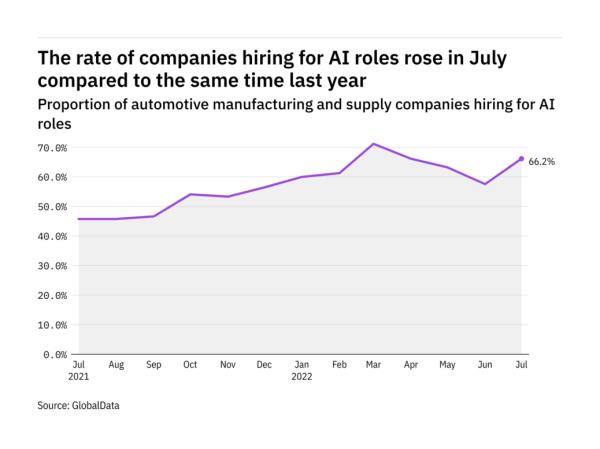 The rate of companies hiring for AI roles rose in July
compared to the same time last year
Proportion of automotive manufacturing and supply companies hiring for AI
roles
70.0%
60.0%
50.0%
40.0%
30.0%
20.0%
10.0%
0.0%
66.2%
Jul Aug Sep Oct Nov Dec Jan Feb Mar Apr May Jun Jul
2021 2022
Source: GlobalData